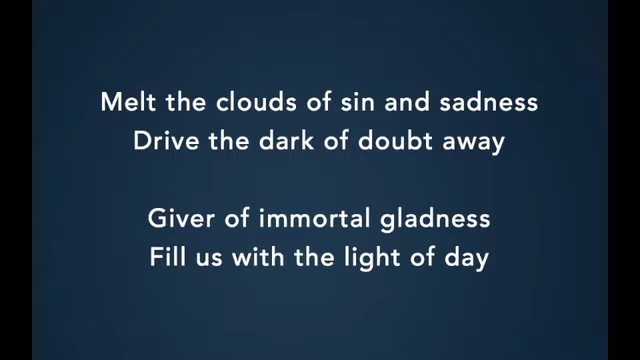 Melt the clouds of sin and sadness
Drive the dark of doubt away
Giver of immortal gladness
Fill us with the light of day